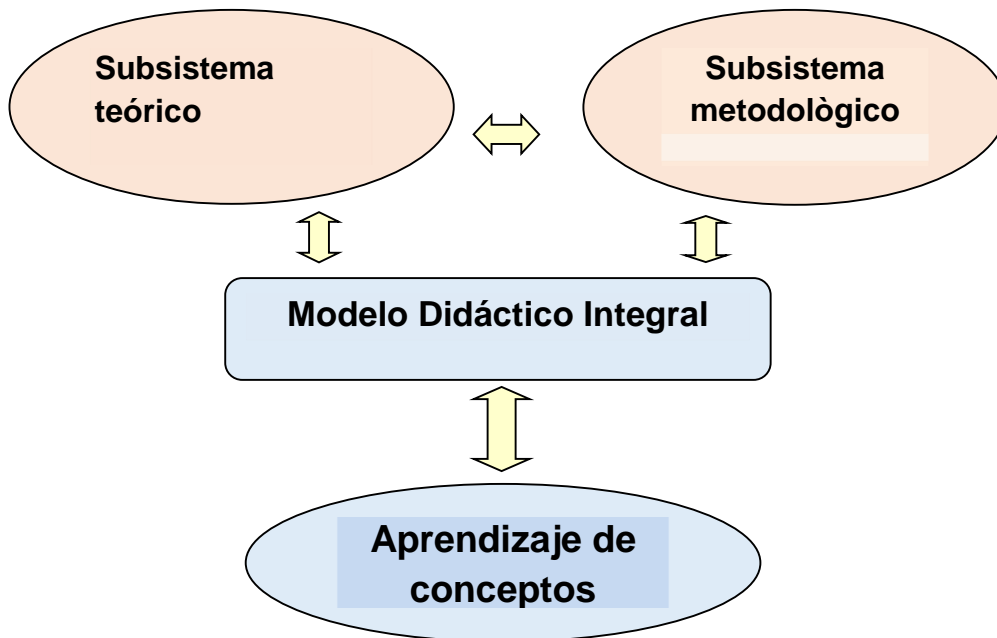 Subsistema
teórico
Subsistema
metodològico
Modelo Didáctico Integral
Aprendizaje de
conceptos